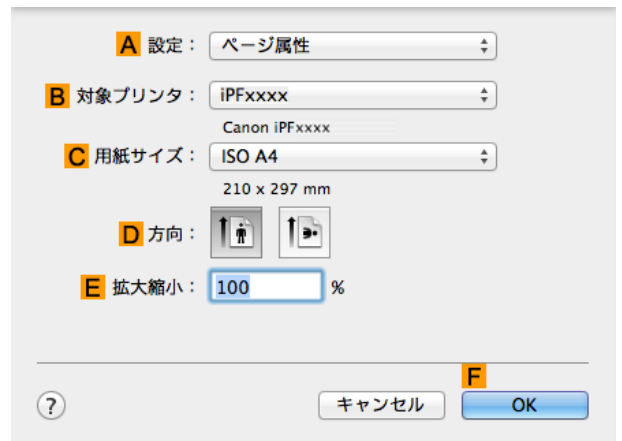 A 設定： ページ属性
B 対象プリンタ： iPFxxxx
Canon iPFxxxx
C 用紙サイズ： ISO A4
210 x 297 mm
D 方向：
E 拡大縮小： 100 %
F
? キャンセル OK